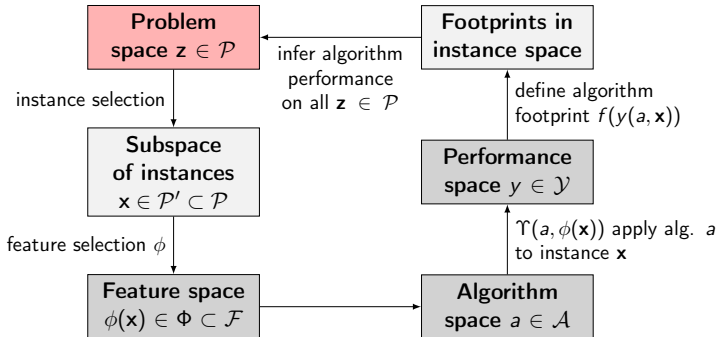 Problem
space z ∈ 𝒫
instance selection
Subspace
of instances
x ∈ 𝒫′ ⊂ 𝒫
feature selection ϕ
Feature space
ϕ(x) ∈ Φ ⊂ ℱ
Algorithm
space a ∈ 𝒜
ϒ(a, ϕ(x)) apply alg. a
to instance x
Performance
space y ∈ 𝒴
define algorithm
footprint f(y(a, x))
Footprints in
instance space
infer algorithm
performance
on all z ∈ 𝒫